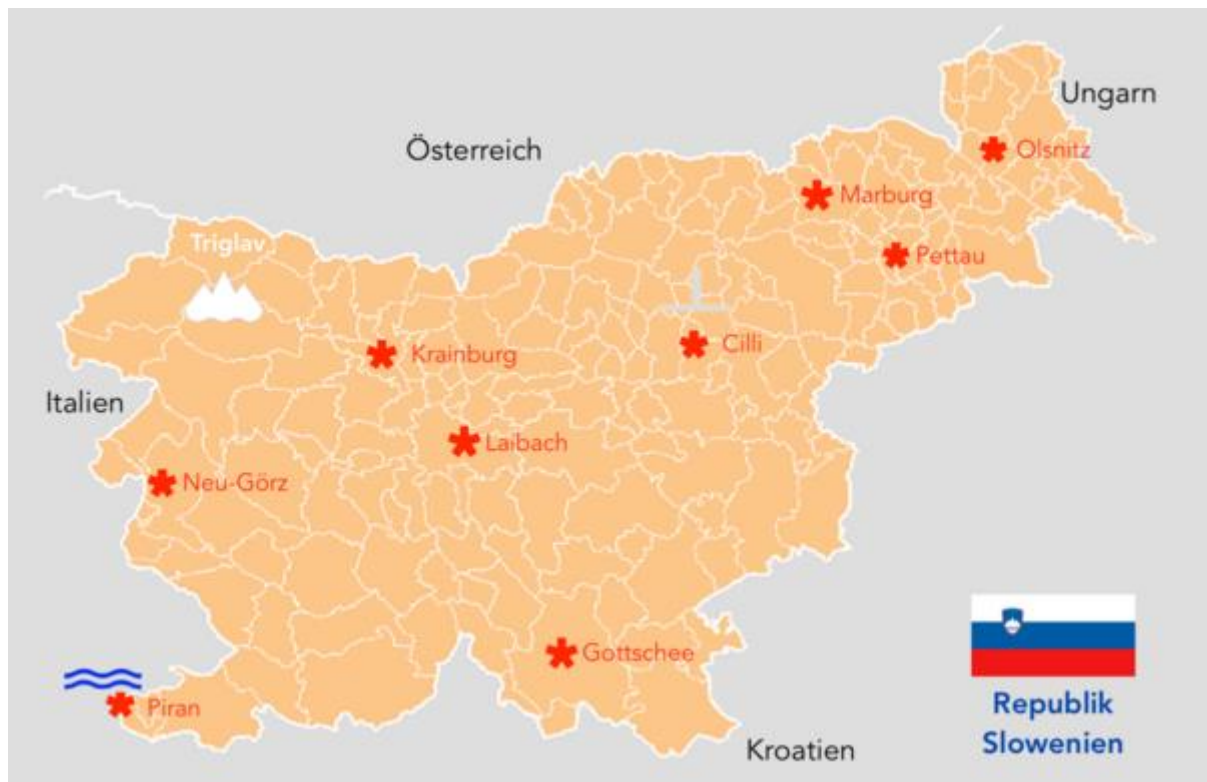 Ungarn
Österreich
Olsnitz
Marburg
Triglav
Pettau
Krainburg
Cilli
Italien
Laibach
Neu-Görz
Gottschee
Piran
Republik
Slowenien
Kroatien